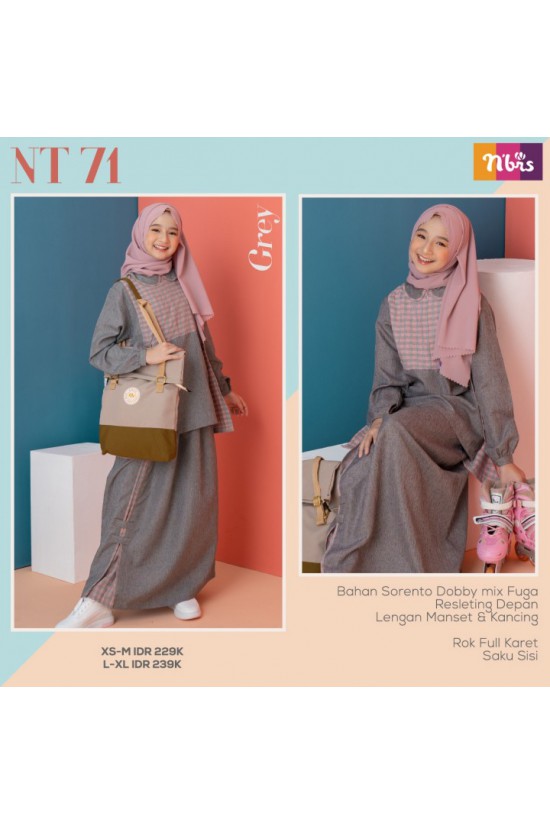 NT 71
N'brs
Grey
Bahan Sorento Dobby mix Fuga
Resleting Depan
Lengan Manset & Kancing
Rok Full Karet
Saku Sisi
XS-M IDR 229K
L-XL IDR 239K